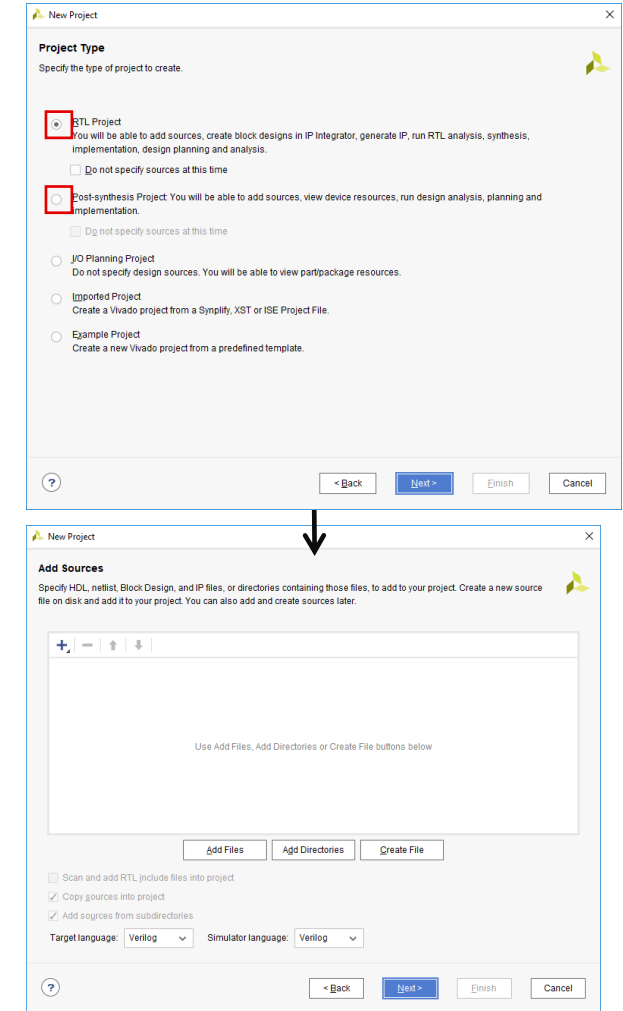 New Project
Project Type
Specify the type of project to create.
RTL Project
You will be able to add sources, create block designs in IP Integrator, generate IP, run RTL analysis, synthesis,
implementation, design planning and analysis.
Do not specify sources at this time
Post-synthesis Project: You will be able to add sources, view device resources, run design analysis, planning and
implementation.
Do not specify sources at this time
I/O Planning Project
Do not specify design sources. You will be able to view part/package resources.
Imported Project
Create a Vivado project from a Synplify, XST or ISE Project File.
Example Project
Create a new Vivado project from a predefined template.
?
< Back
Next >
Finish
Cancel
New Project
Add Sources
Specify HDL, netlist, Block Design, and IP files, or directories containing those files, to add to your project. Create a new source
file on disk and add it to your project. You can also add and create sources later.
Use Add Files, Add Directories or Create File buttons below
Add Files
Add Directories
Create File
Scan and add RTL include files into project
Copy sources into project
Add sources from subdirectories
Target language: Verilog Simulator language: Verilog
?
< Back
Next >
Finish
Cancel